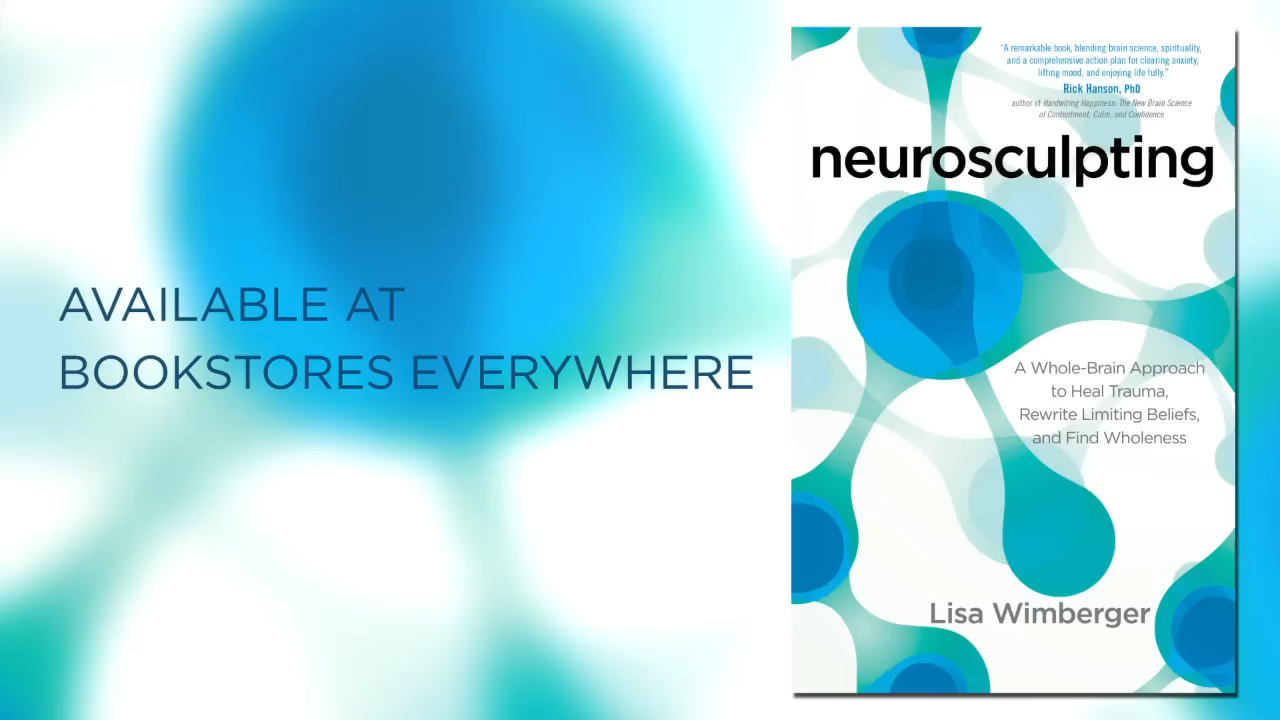 AVAILABLE AT
BOOKSTORES EVERYWHERE
“A remarkable book, blending brain science, spirituality,
and a comprehensive action plan for clearing anxiety,
lifting mood, and enjoying life fully.”
Rick Hanson, PhD
author of Hardwiring Happiness: The New Brain Science
of Contentment, Calm, and Confidence
neurosculpting
A Whole-Brain Approach
to Heal Trauma,
Rewrite Limiting Beliefs,
and Find Wholeness
Lisa Wimberger